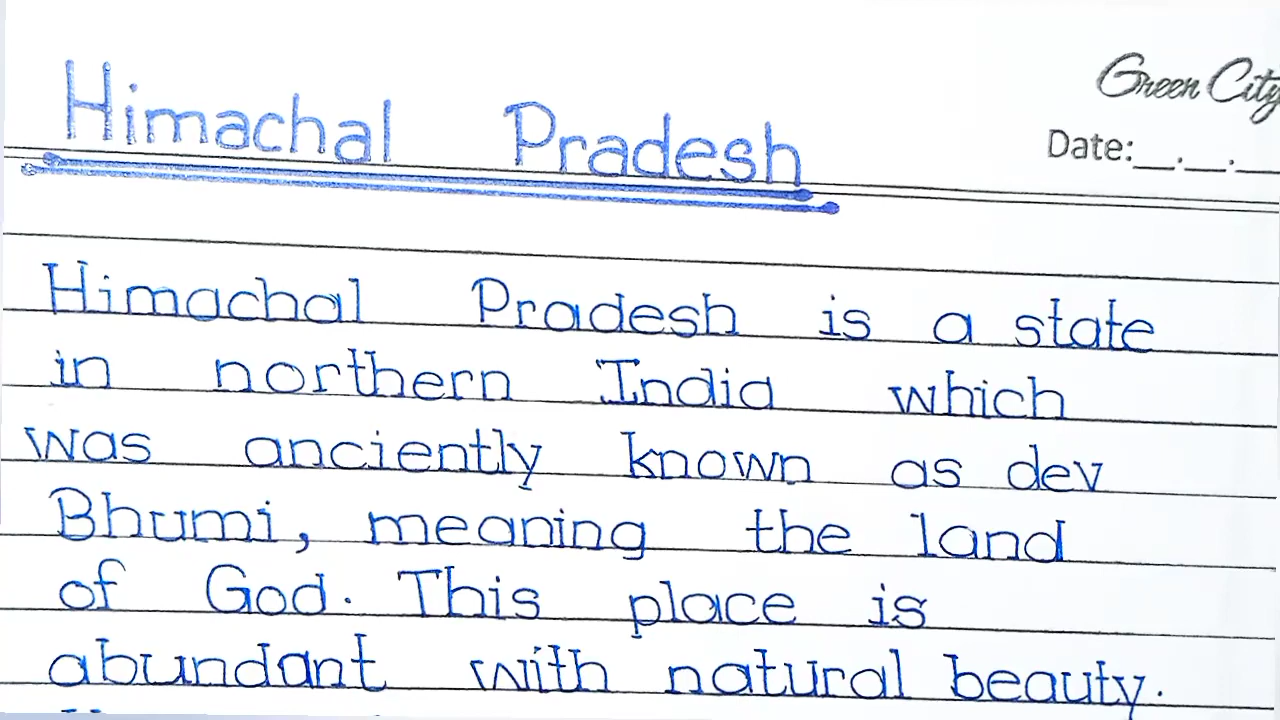 Green City
Date:__.__.__
Himachal Pradesh
Himachal Pradesh is a state
in northern India which
was anciently known as dev
Bhumi, meaning the land
of God. This place is
abundant with natural beauty.